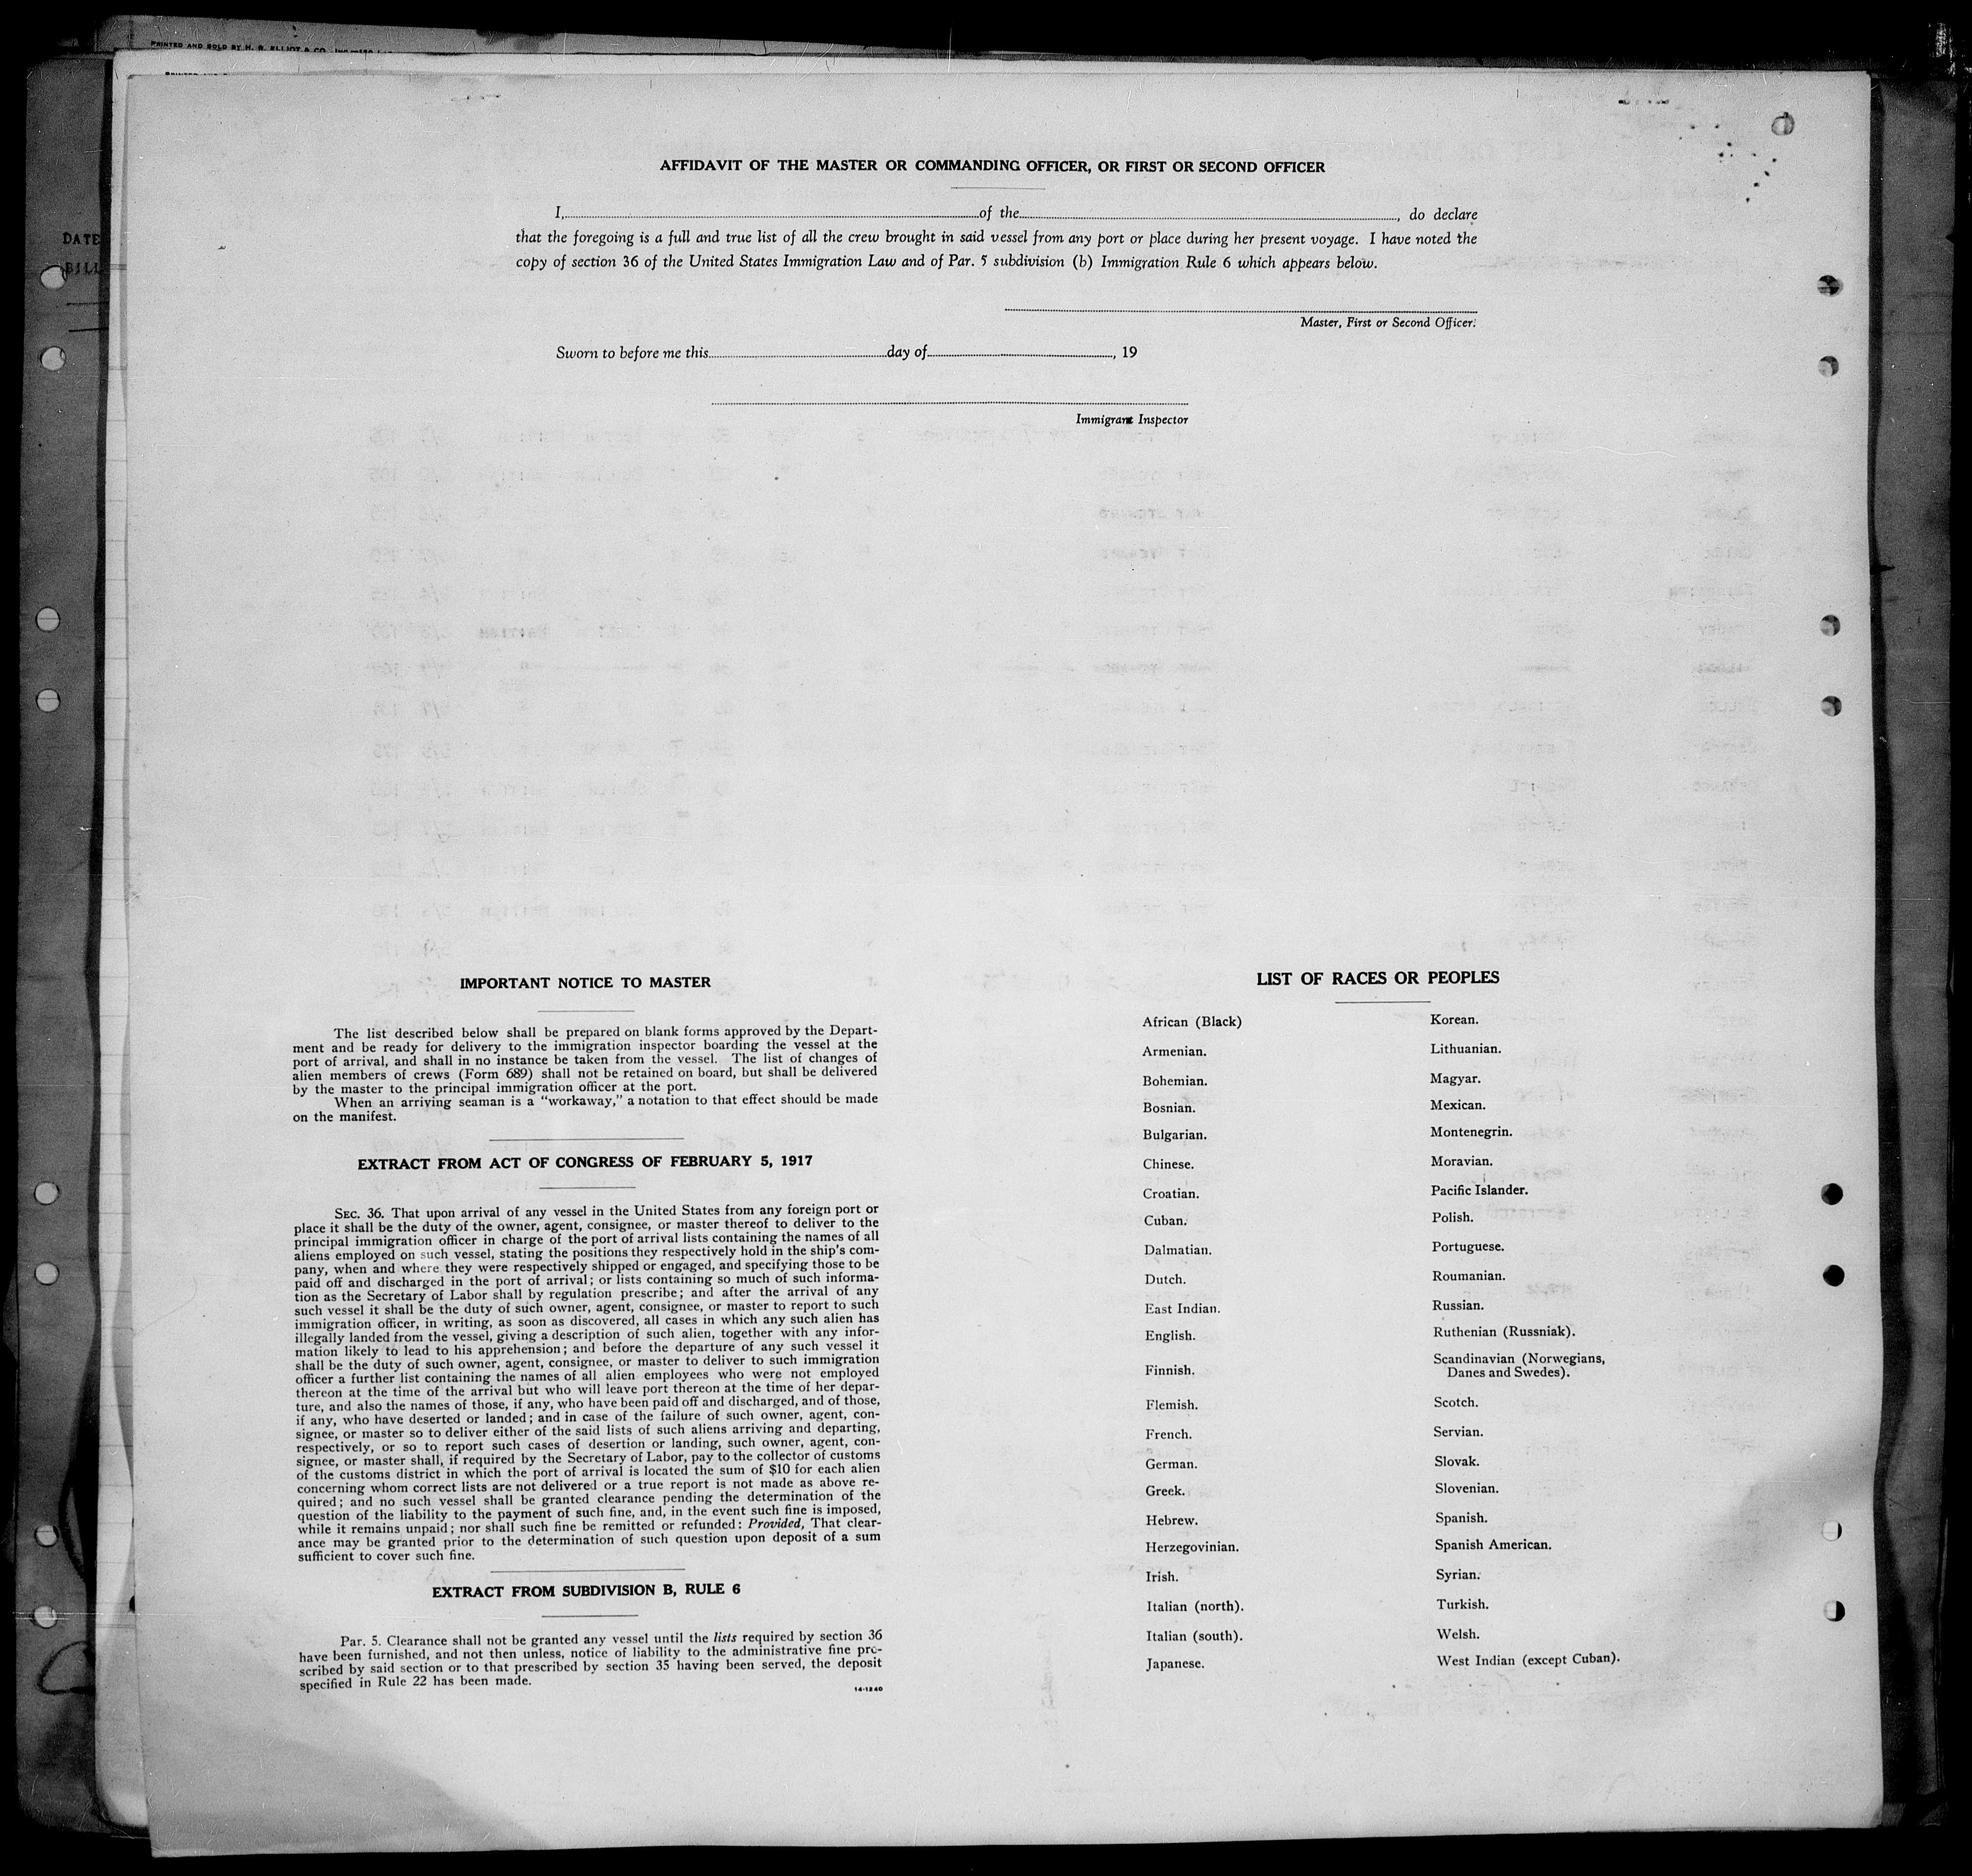 PRINTED AND SOLD BY H. R. ELLIOT & CO.
DATE
BILL
AFFIDAVIT OF THE MASTER OR COMMANDING OFFICER, OR FIRST OR SECOND OFFICER
I, of the , do declare
that the foregoing is a full and true list of all the crew brought in said vessel from any port or place during her present voyage. I have noted the
copy of section 36 of the United States Immigration Law and of Par. 5 subdivision (b) Immigration Rule 6 which appears below.
Master, First or Second Officer.
Sworn to before me this day of , 19
Immigrant Inspector
IMPORTANT NOTICE TO MASTER
The list described below shall be prepared on blank forms approved by the Depart-
ment and be ready for delivery to the immigration inspector boarding the vessel at the
port of arrival, and shall in no instance be taken from the vessel. The list of changes of
alien members of crews (Form 689) shall not be retained on board, but shall be delivered
by the master to the principal immigration officer at the port.
When an arriving seaman is a "workaway," a notation to that effect should be made
on the manifest.
EXTRACT FROM ACT OF CONGRESS OF FEBRUARY 5, 1917
SEC. 36. That upon arrival of any vessel in the United States from any foreign port or
place it shall be the duty of the owner, agent, consignee, or master thereof to deliver to the
principal immigration officer in charge of the port of arrival lists containing the names of all
aliens employed on such vessel, stating the positions they respectively hold in the ship's com-
pany, when and where they were respectively shipped or engaged, and specifying those to be
paid off and discharged in the port of arrival; or lists containing so much of such informa-
tion as the Secretary of Labor shall by regulation prescribe; and after the arrival of any
such vessel it shall be the duty of such owner, agent, consignee, or master to report to such
immigration officer, in writing, as soon as discovered, all cases in which any such alien has
illegally landed from the vessel, giving a description of such alien, together with any infor-
mation likely to lead to his apprehension; and before the departure of any such vessel it
shall be the duty of such owner, agent, consignee, or master to deliver to such immigration
officer a further list containing the names of all alien employees who were not employed
thereon at the time of the arrival but who will leave port thereon at the time of her depar-
ture, and also the names of those, if any, who have been paid off and discharged, and of those,
if any, who have deserted or landed; and in case of the failure of such owner, agent, con-
signee, or master so to deliver either of the said lists of such aliens arriving and departing,
respectively, or so to report such cases of desertion or landing, such owner, agent, con-
signee, or master shall, if required by the Secretary of Labor, pay to the collector of customs
of the customs district in which the port of arrival is located the sum of $10 for each alien
concerning whom correct lists are not delivered or a true report is not made as above re-
quired; and no such vessel shall be granted clearance pending the determination of the
question of the liability to the payment of such fine, and, in the event such fine is imposed,
while it remains unpaid; nor shall such fine be remitted or refunded: Provided, That clear-
ance may be granted prior to the determination of such question upon deposit of a sum
sufficient to cover such fine.
EXTRACT FROM SUBDIVISION B, RULE 6
Par. 5. Clearance shall not be granted any vessel until the lists required by section 36
have been furnished, and not then unless, notice of liability to the administrative fine pre-
scribed by said section or to that prescribed by section 35 having been served, the deposit
specified in Rule 22 has been made.
14-1240
LIST OF RACES OR PEOPLES
African (Black)
Armenian.
Bohemian.
Bosnian.
Bulgarian.
Chinese.
Croatian.
Cuban.
Dalmatian.
Dutch.
East Indian.
English.
Finnish.
Flemish.
French.
German.
Greek.
Hebrew.
Herzegovinian.
Irish.
Italian (north).
Italian (south).
Japanese.
Korean.
Lithuanian.
Magyar.
Mexican.
Montenegrin.
Moravian.
Pacific Islander.
Polish.
Portuguese.
Roumanian.
Russian.
Ruthenian (Russniak).
Scandinavian (Norwegians,
Danes and Swedes).
Scotch.
Servian.
Slovak.
Slovenian.
Spanish.
Spanish American.
Syrian.
Turkish.
Welsh.
West Indian (except Cuban).